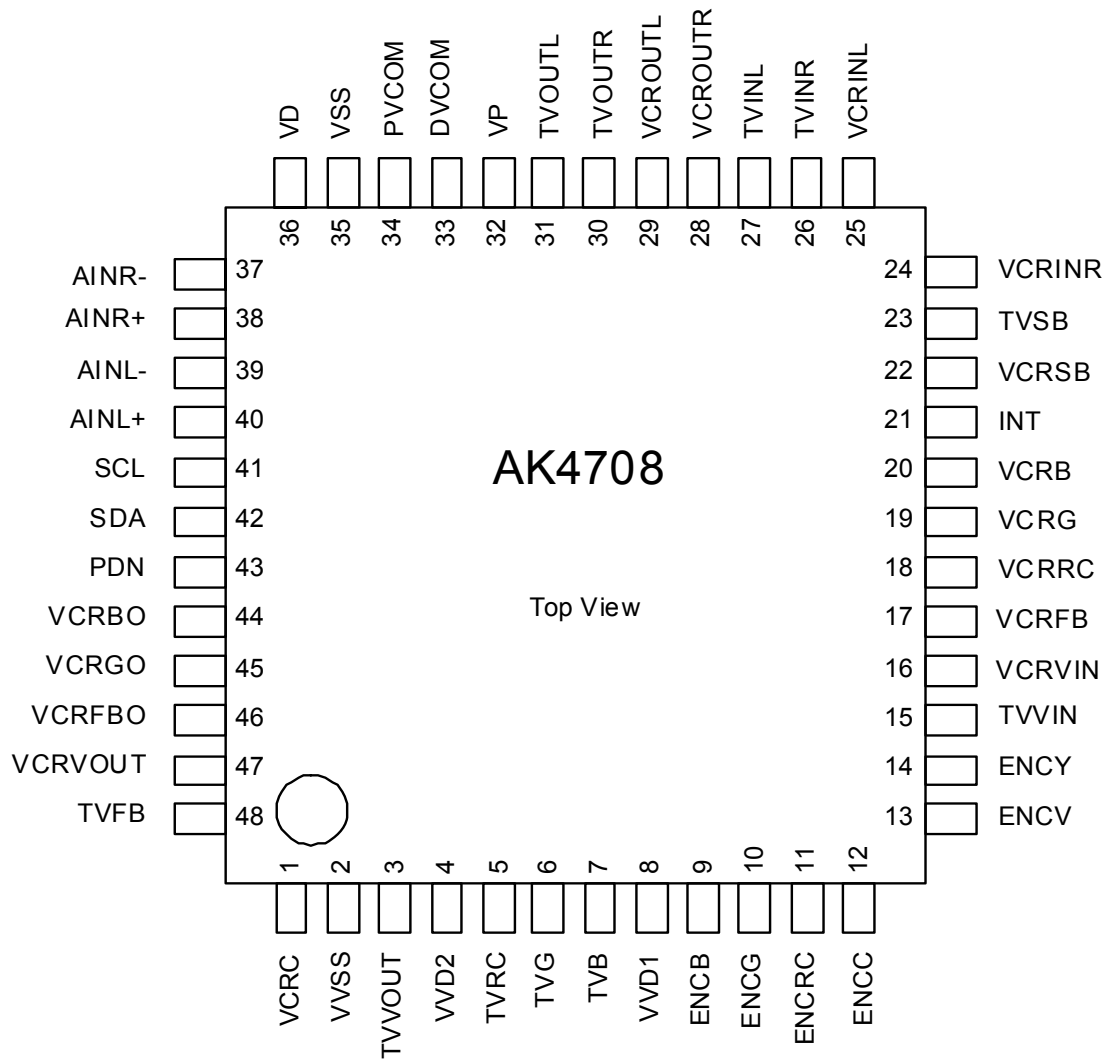 VD
VSS
PVCOM
DVCOM
VP
TVOUTL
TVOUTR
VCROUTL
VCROUTR
TVINL
TVINR
VCRINL
36
35
34
33
32
31
30
29
28
27
26
25
AINR- 37
AINR+ 38
AINL- 39
AINL+ 40
SCL 41
SDA 42
PDN 43
VCRBO 44
VCRGO 45
VCRFBO 46
VCRVOUT 47
TVFB 48
AK4708
Top View
24 VCRINR
23 TVSB
22 VCRSB
21 INT
20 VCRB
19 VCRG
18 VCRRC
17 VCRFB
16 VCRVIN
15 TVVIN
14 ENCY
13 ENCV
1
2
3
4
5
6
7
8
9
10
11
12
VCRC
VVSS
TVVOUT
VVD2
TVRC
TVG
TVB
VVD1
ENCB
ENCG
ENCRC
ENCC